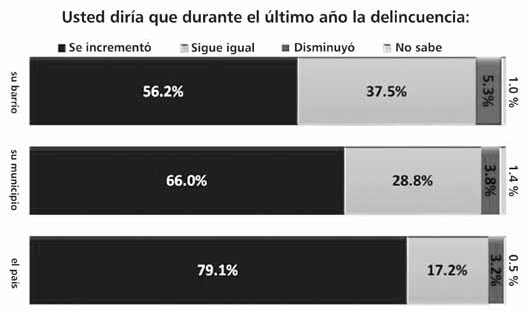 Usted diría que durante el último año la delincuencia:
Se incrementó Sigue igual Disminuyó No sabe
su barrio 56.2% 37.5% 5.3% 1.0 %
su municipio 66.0% 28.8% 3.8% 1.4 %
el país 79.1% 17.2% 3.2% 0.5 %